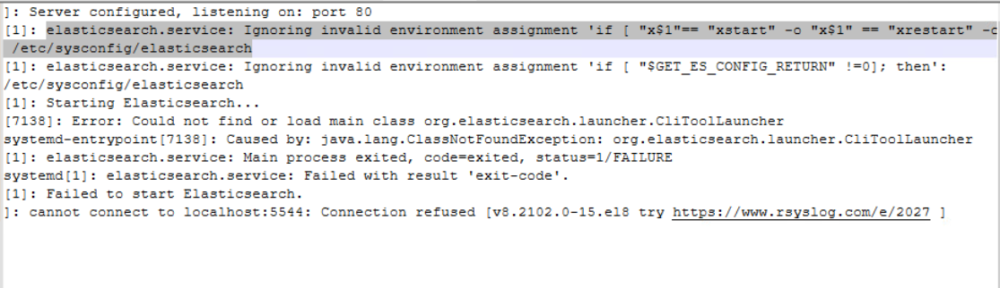 ]: Server configured, listening on: port 80
[1]: elasticsearch.service: Ignoring invalid environment assignment 'if [ "x$1"== "xstart" -o "x$1" == "xrestart" -o
/etc/sysconfig/elasticsearch
[1]: elasticsearch.service: Ignoring invalid environment assignment 'if [ "$GET_ES_CONFIG_RETURN" !=0]; then':
/etc/sysconfig/elasticsearch
[1]: Starting Elasticsearch...
[7138]: Error: Could not find or load main class org.elasticsearch.launcher.CliToolLauncher
systemd-entrypoint[7138]: Caused by: java.lang.ClassNotFoundException: org.elasticsearch.launcher.CliToolLauncher
[1]: elasticsearch.service: Main process exited, code=exited, status=1/FAILURE
systemd[1]: elasticsearch.service: Failed with result 'exit-code'.
[1]: Failed to start Elasticsearch.
]: cannot connect to localhost:5544: Connection refused [v8.2102.0-15.el8 try https://www.rsyslog.com/e/2027 ]